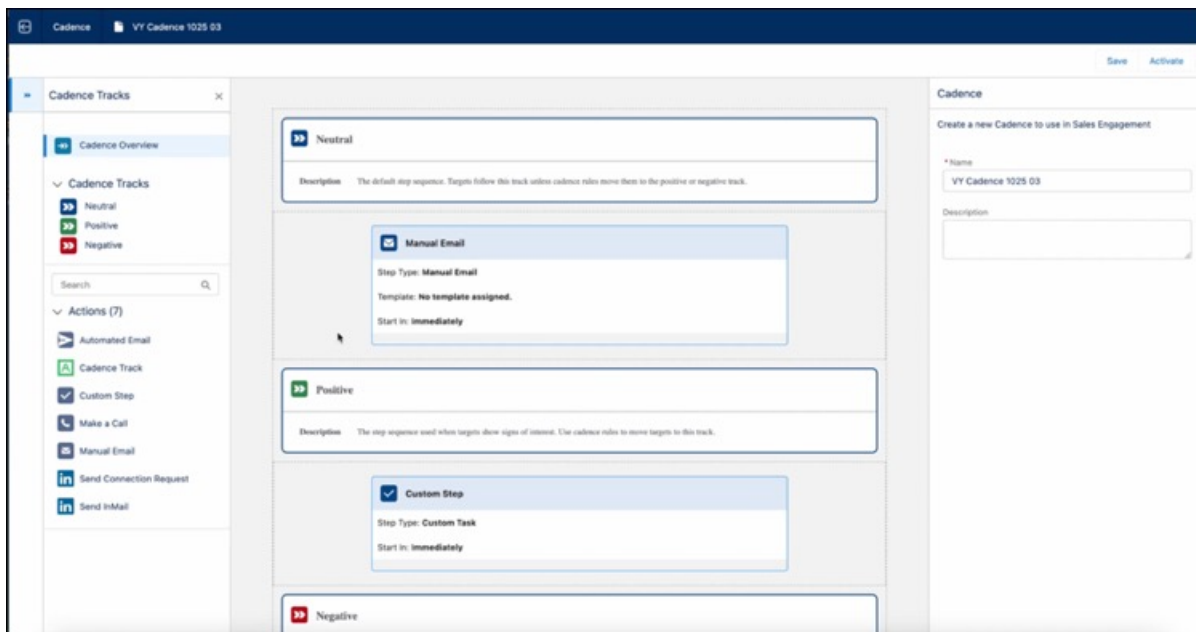 Cadence
VY Cadence 1025 03
Save
Activate
Cadence Tracks
Cadence Overview
Cadence Tracks
Neutral
Positive
Negative
Search
Actions (7)
Automated Email
Cadence Track
Custom Step
Make a Call
Manual Email
Send Connection Request
Send InMail
Neutral
Description The default step sequence. Targets follow this track unless cadence rules move them to the positive or negative track.
Manual Email
Step Type: Manual Email
Template: No template assigned.
Start In: Immediately
Positive
Description The step sequence used when targets show signs of interest. Use cadence rules to move targets to this track.
Custom Step
Step Type: Custom Task
Start In: Immediately
Negative
Cadence
Create a new Cadence to use in Sales Engagement
*Name
VY Cadence 1025 03
Description